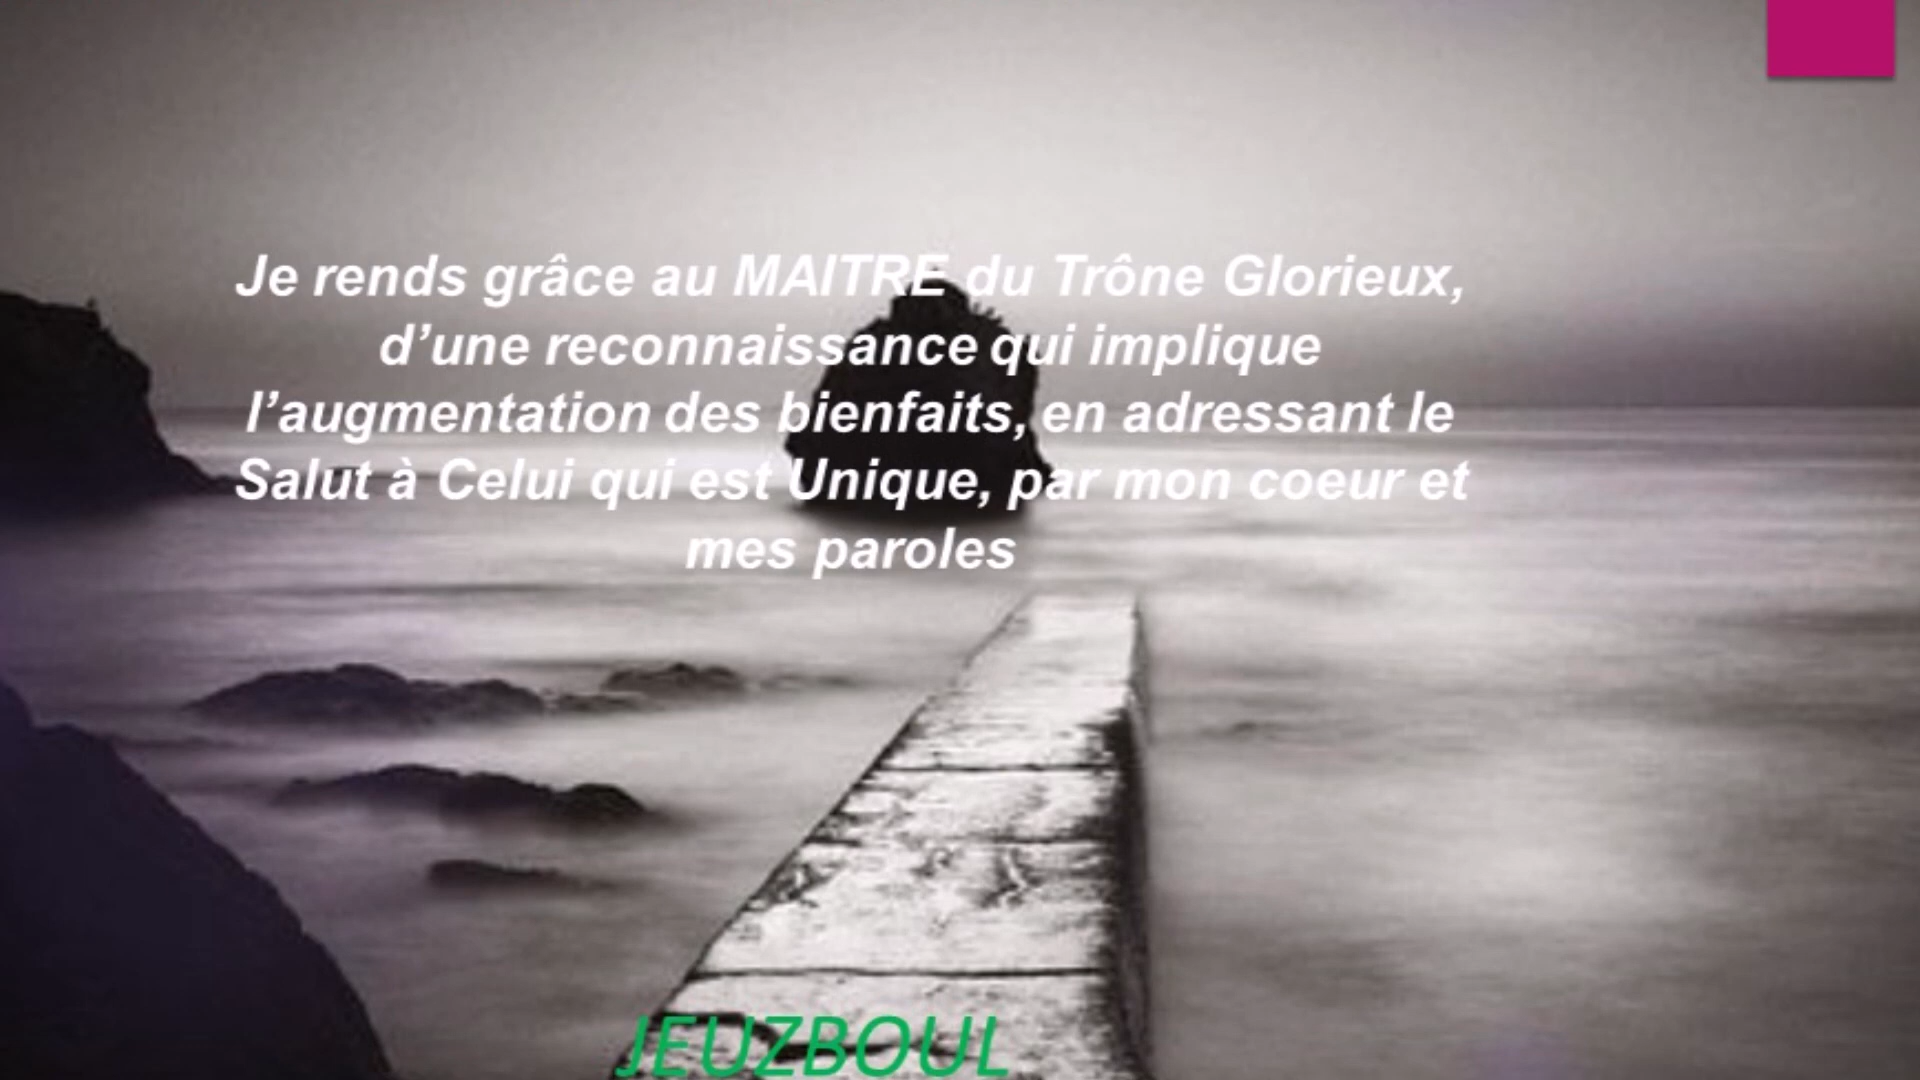 Je rends grâce au MAITRE du Trône Glorieux,
d’une reconnaissance qui implique
l’augmentation des bienfaits, en adressant le
Salut à Celui qui est Unique, par mon coeur et
mes paroles
JEUZBOUL